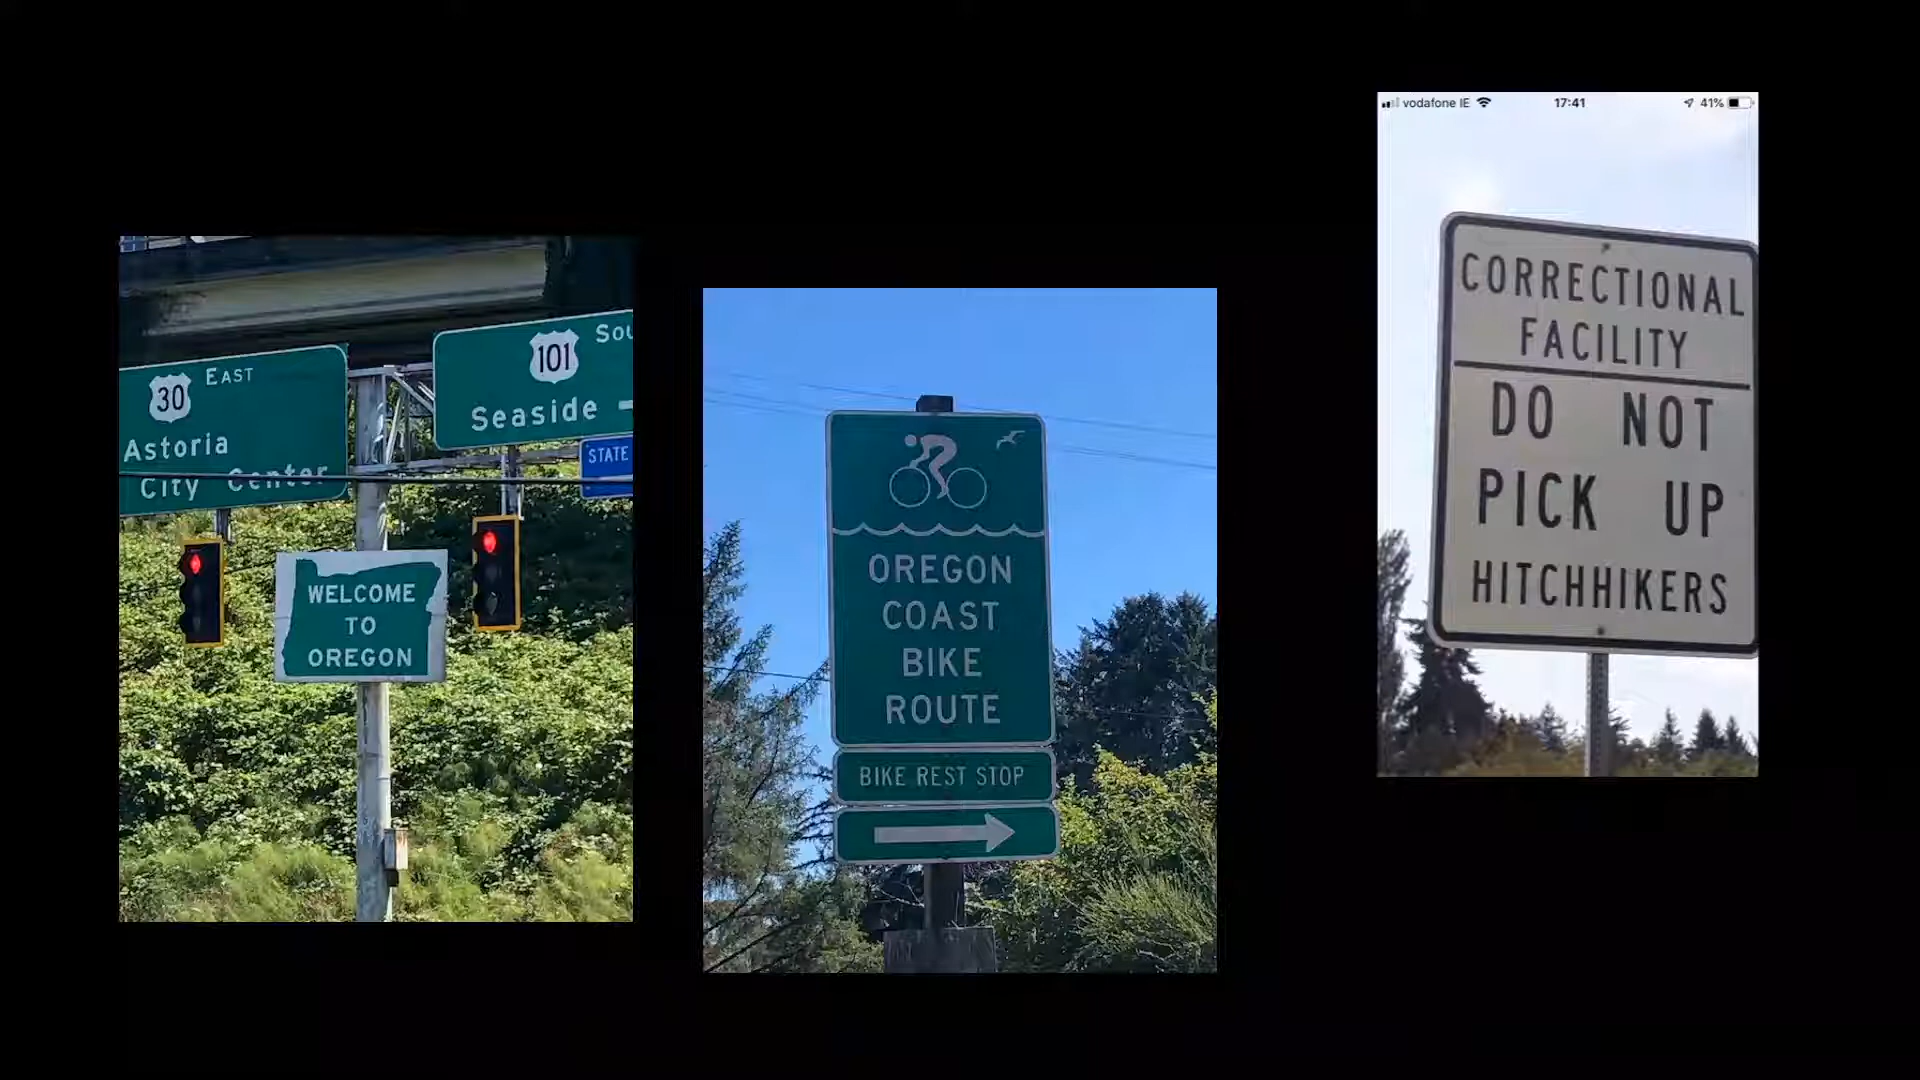 30 EAST
Astoria
City Center
101 Sou
Seaside
STATE
WELCOME
TO
OREGON
OREGON
COAST
BIKE
ROUTE
BIKE REST STOP
vodafone IE 17:41 41%
CORRECTIONAL
FACILITY
DO NOT
PICK UP
HITCHHIKERS